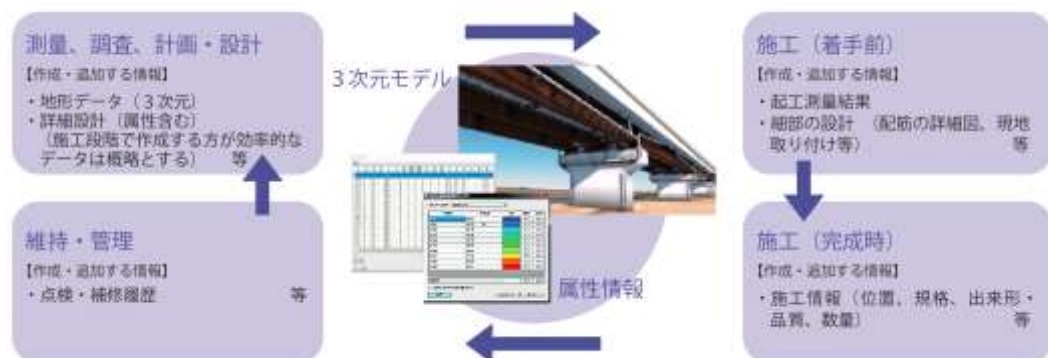 測量、調査、計画・設計
【作成・追加する情報】
・地形データ（３次元）
・詳細設計（属性含む）
（施工段階で作成する方が効率的な
データは概略とする） 等
維持・管理
【作成・追加する情報】
・点検・補修履歴 等
３次元モデル
属性情報
施工（着手前）
【作成・追加する情報】
・起工測量結果
・細部の設計 （配筋の詳細図、現地
取り付け等） 等
施工（完成時）
【作成・追加する情報】
・施工情報（位置、規格、出来形・
品質、数量） 等